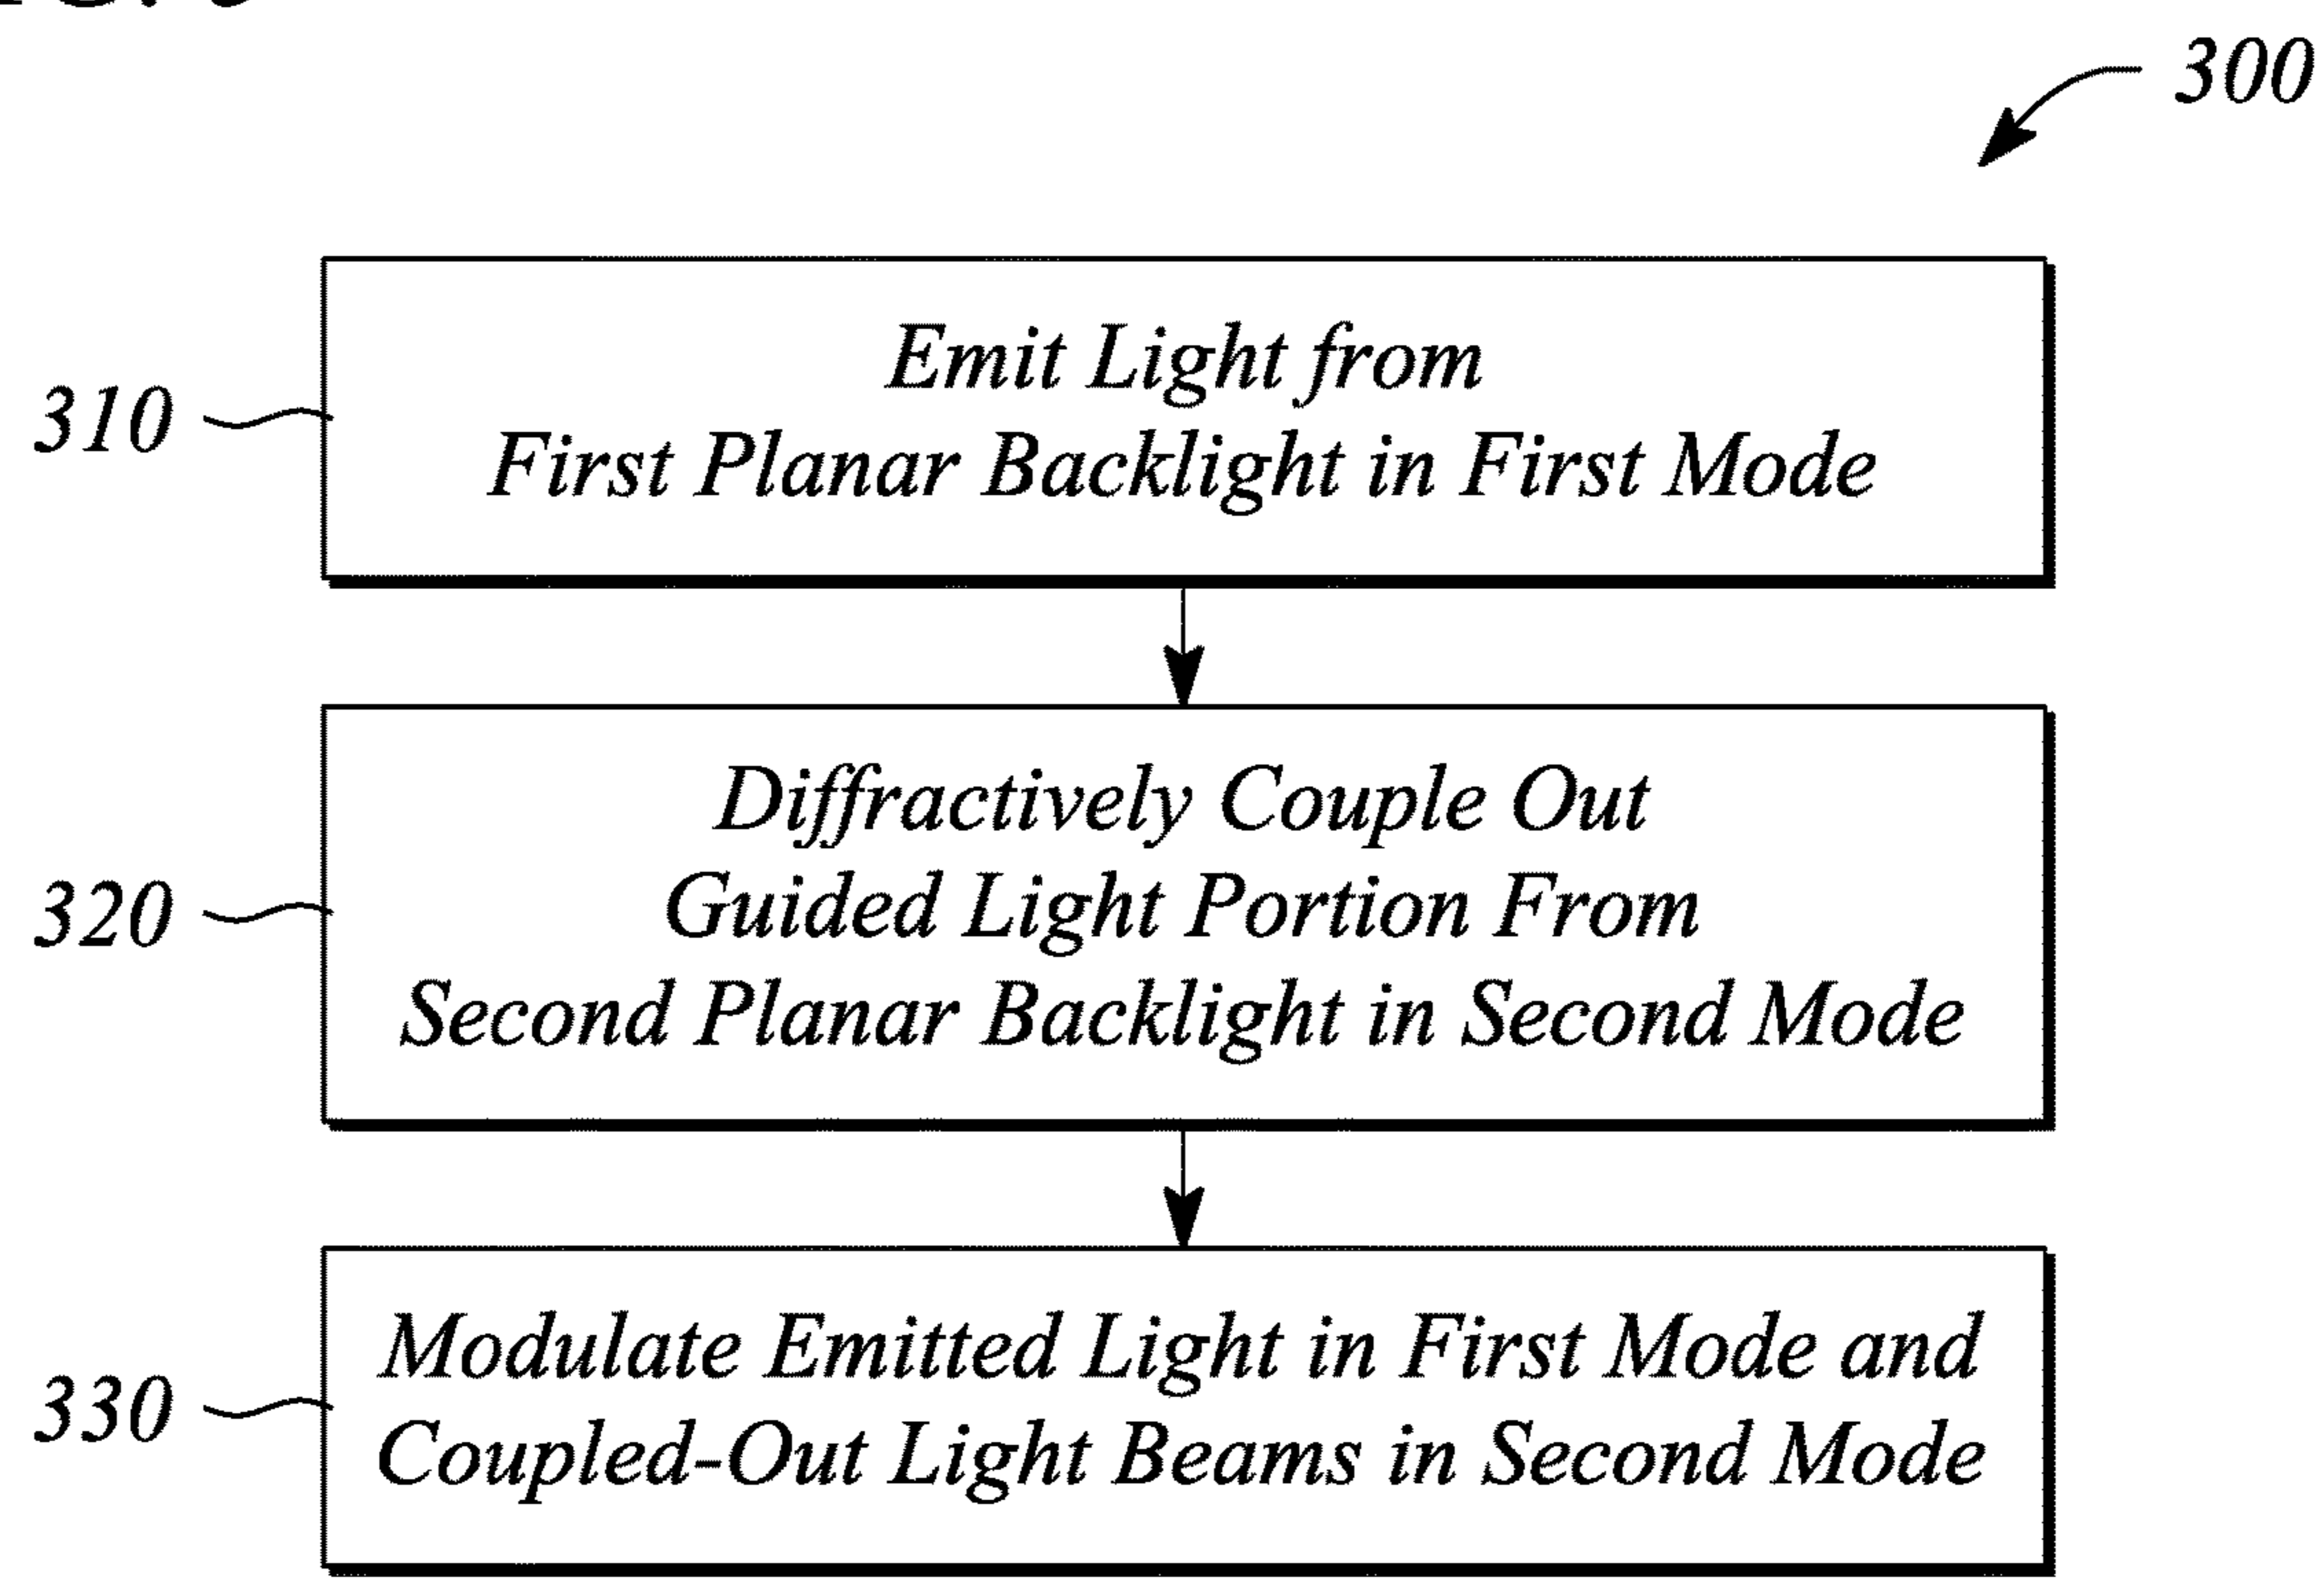 300
310
Emit Light from
First Planar Backlight in First Mode
320
Diffractively Couple Out
Guided Light Portion From
Second Planar Backlight in Second Mode
330
Modulate Emitted Light in First Mode and
Coupled-Out Light Beams in Second Mode